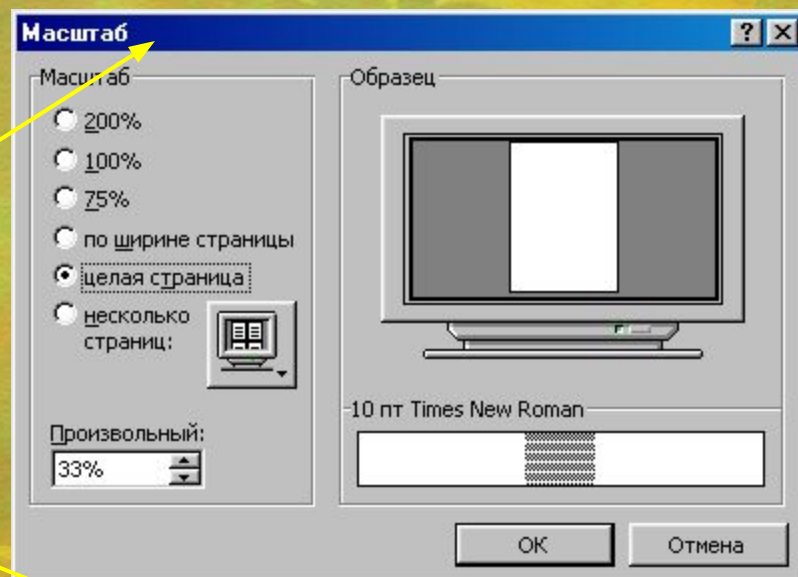 Масштаб
Масштаб
200%
100%
75%
по ширине страницы
целая страница
несколько
страниц:
Произвольный:
33%
Образец
10 пт Times New Roman
ОК
Отмена